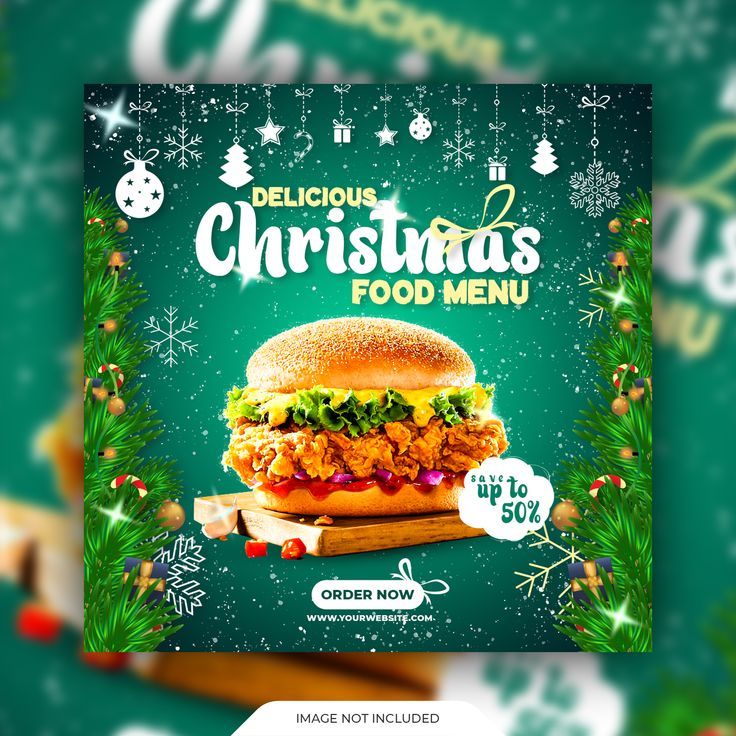 DELICIOUS
Christmas
FOOD MENU
save
up to
50%
ORDER NOW
WWW.YOURWEBSITE.COM
IMAGE NOT INCLUDED